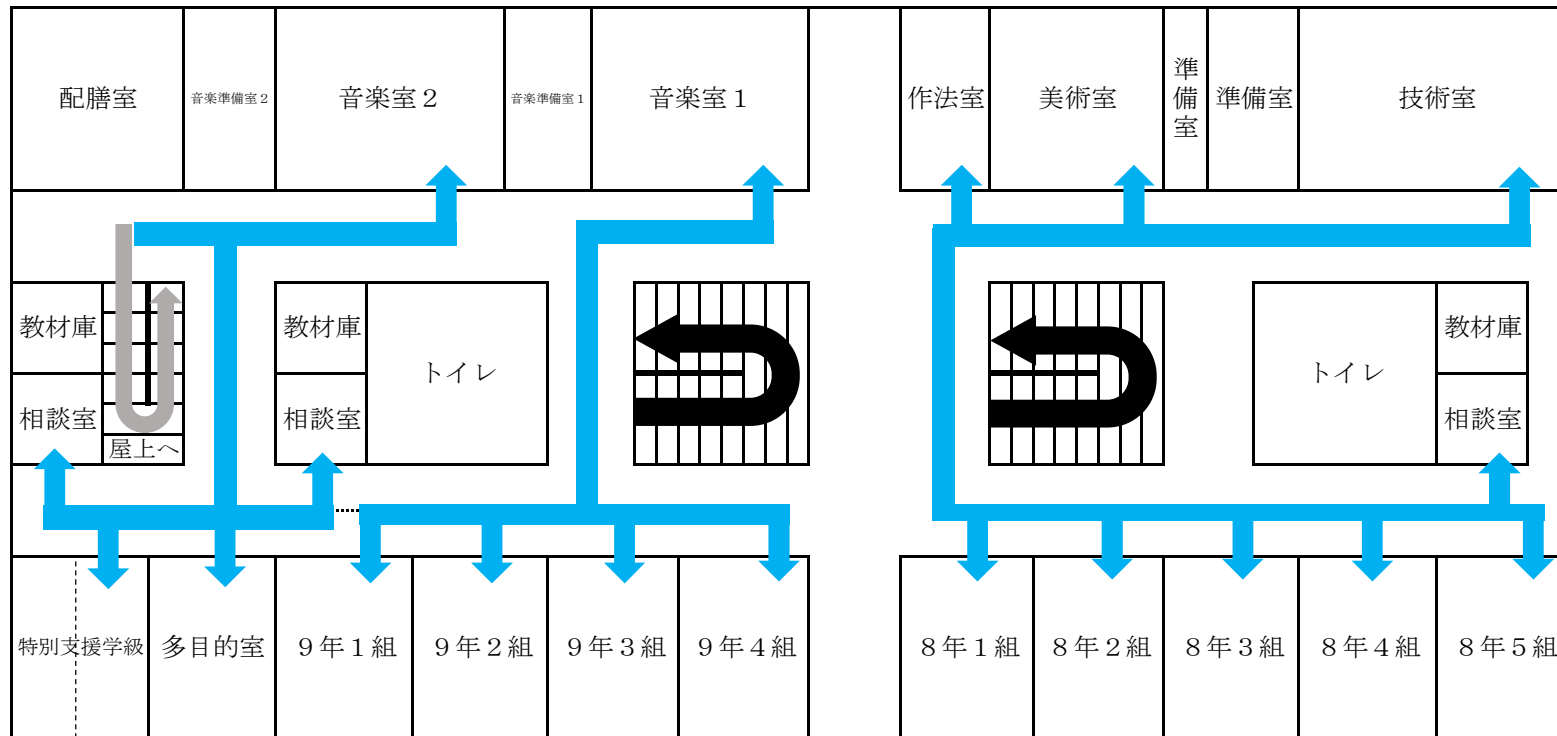 配膳室
音楽準備室２
音楽室２
音楽準備室１
音楽室１
作法室
美術室
準備室
準備室
技術室
教材庫
相談室
屋上へ
教材庫
相談室
トイレ
トイレ
教材庫
相談室
特別支援学級
多目的室
９年１組
９年２組
９年３組
９年４組
８年１組
８年２組
８年３組
８年４組
８年５組